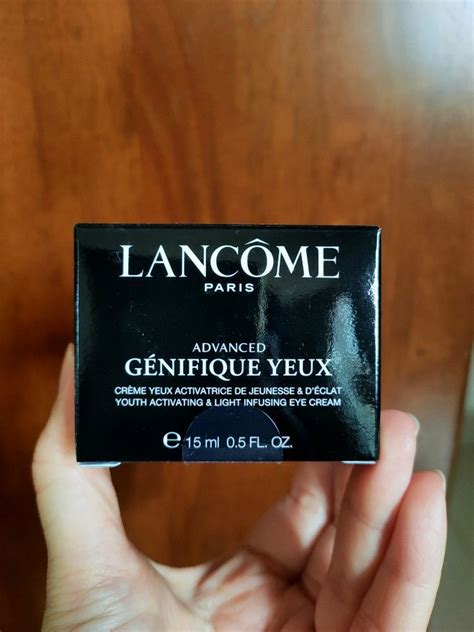 LANCÔME
PARIS
ADVANCED
GÉNIFIQUE YEUX
CRÈME YEUX ACTIVATRICE DE JEUNESSE & D'ÉCLAT
YOUTH ACTIVATING & LIGHT INFUSING EYE CREAM
℮ 15 ml 0.5 FL. OZ.